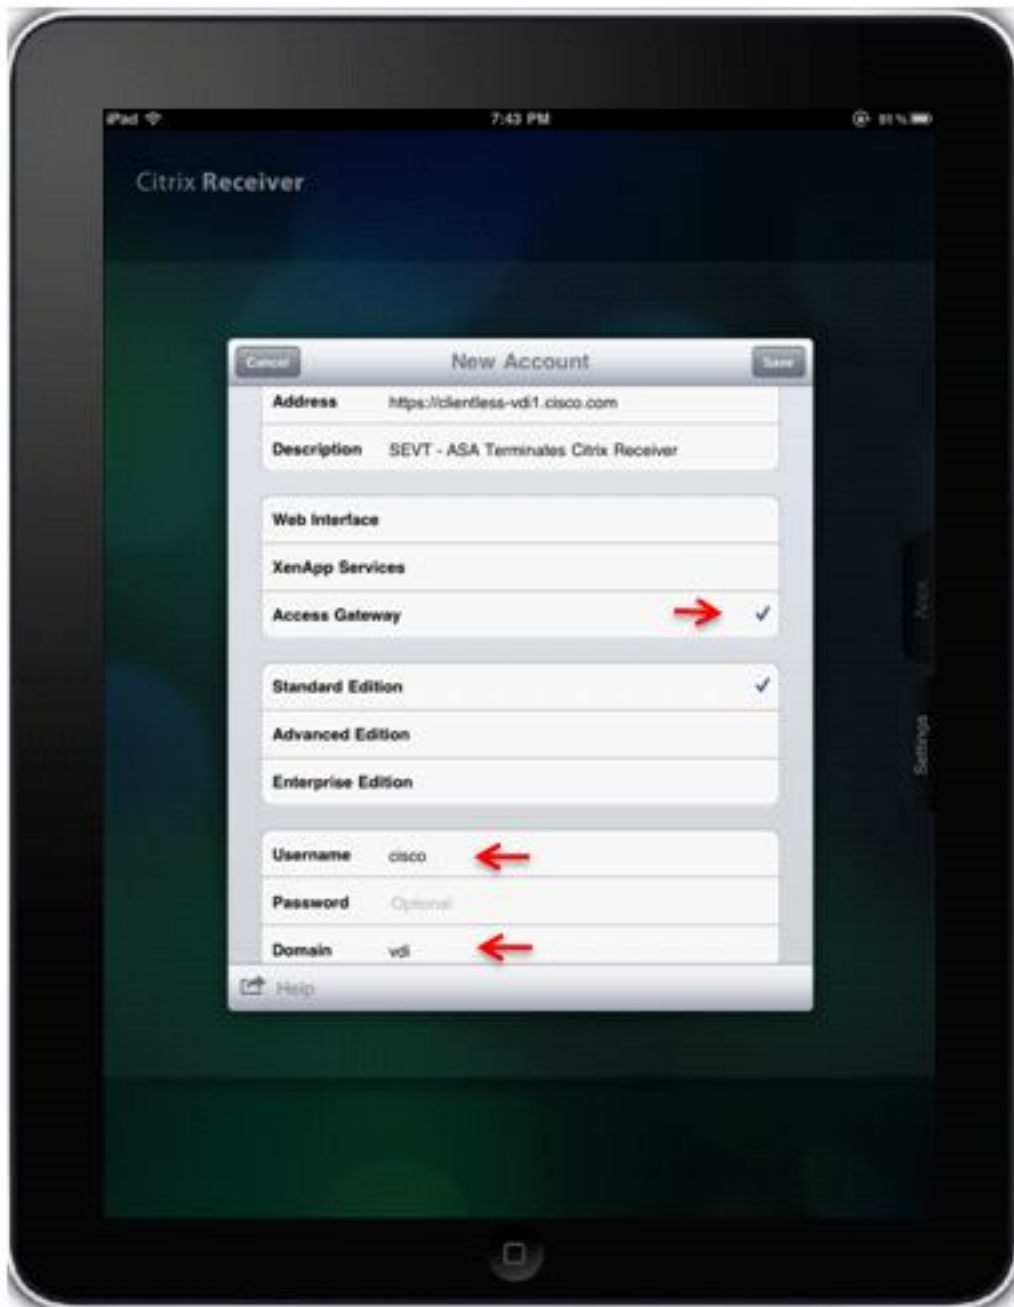 iPad 7:43 PM 91%
Citrix Receiver
Cancel New Account Save
Address https://clientless-vdi1.cisco.com
Description SEVT - ASA Terminates Citrix Receiver
Web Interface
XenApp Services
Access Gateway
Standard Edition
Advanced Edition
Enterprise Edition
Username cisco
Password Optional
Domain vdi
Help
Apps
Settings